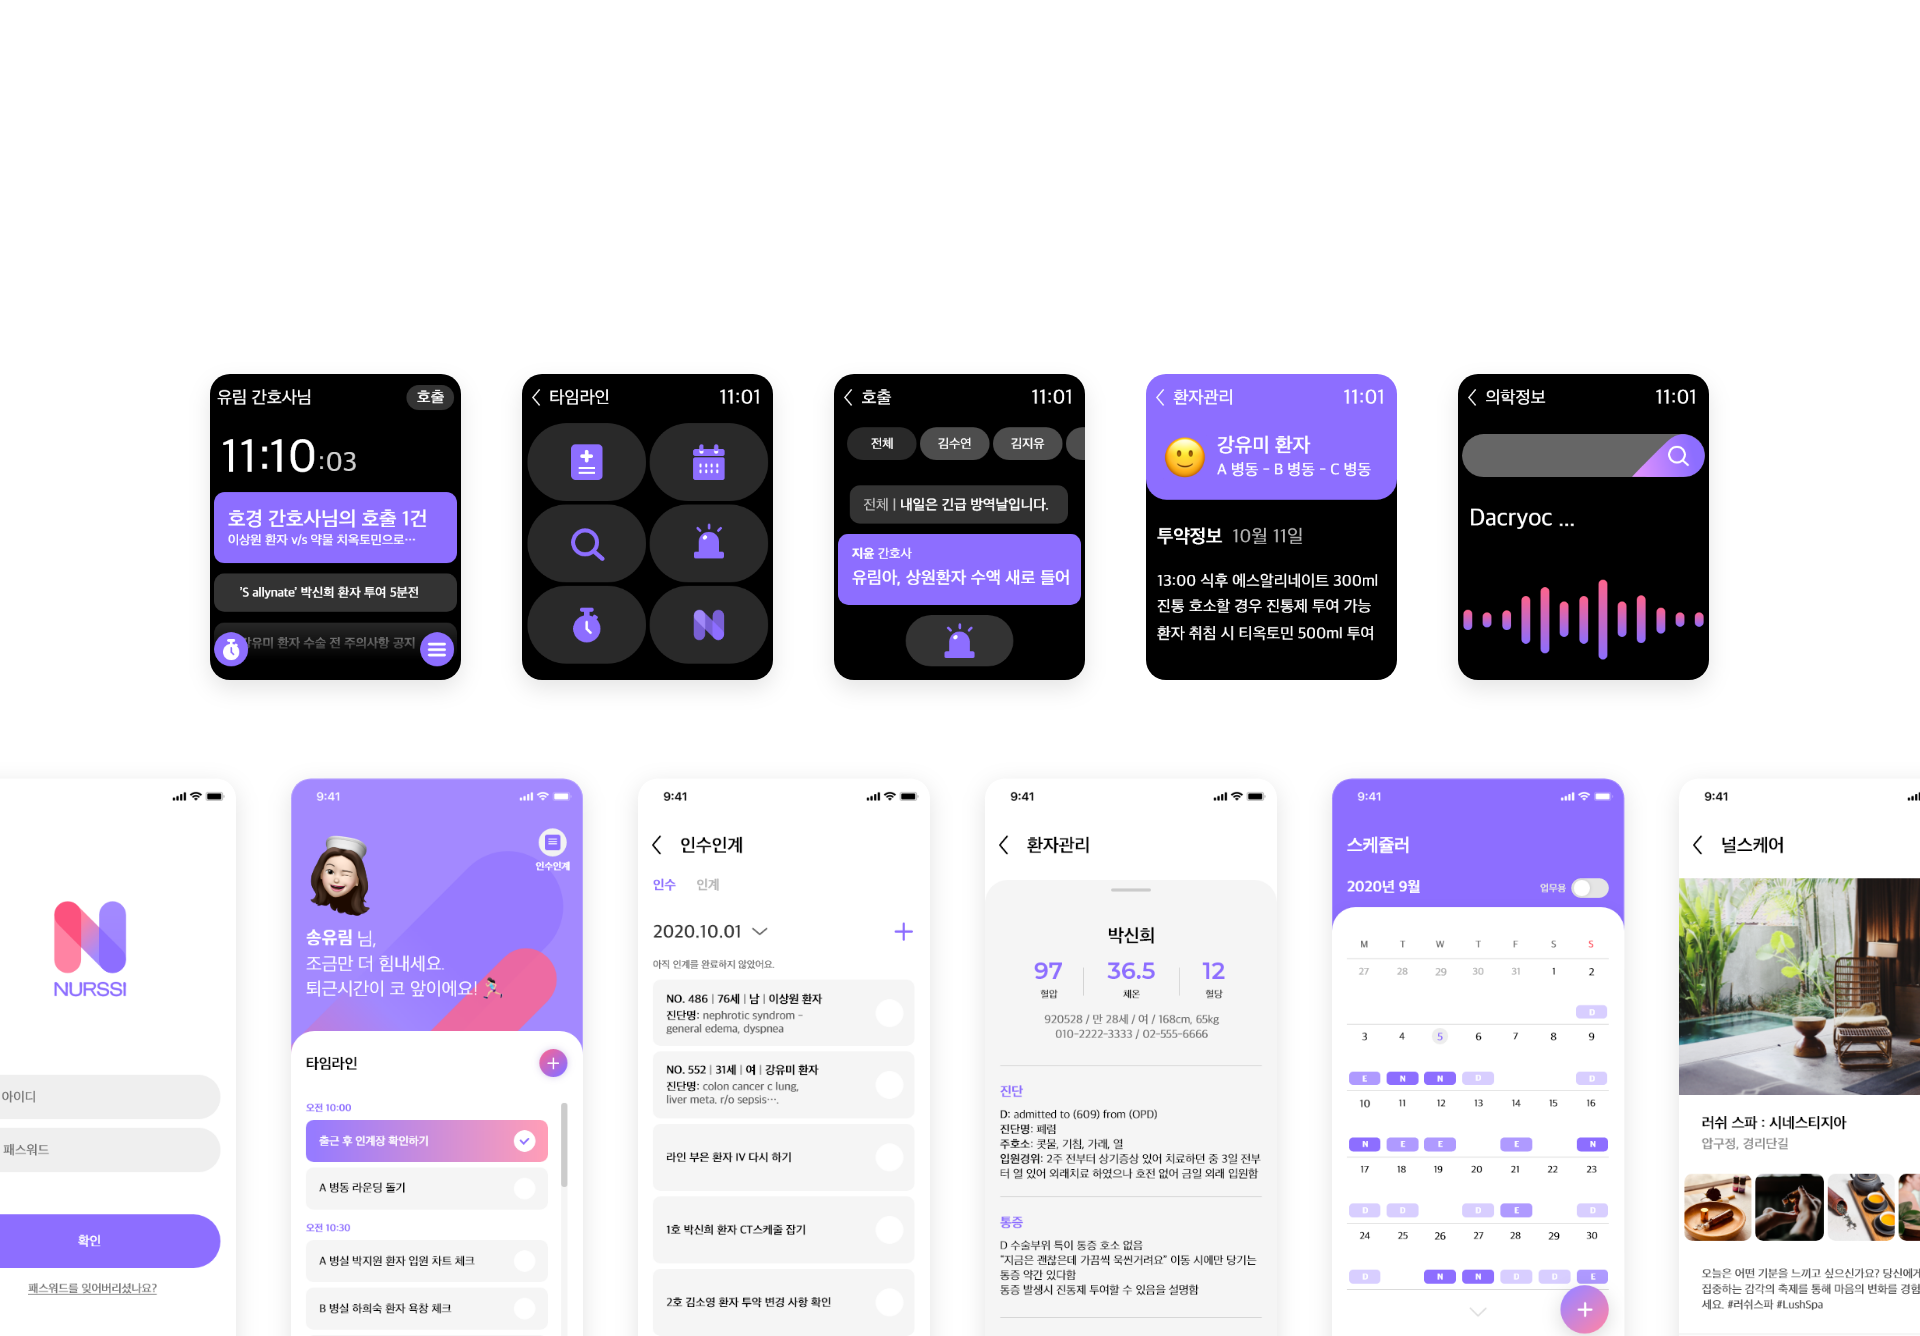 유림 간호사님
호출
11:10:03
호경 간호사님의 호출 1건
이상원 환자 v/s 약물 치옥토민으로…
'S allynate' 박신희 환자 투여 5분전
강유미 환자 수술 전 주의사항 공지
타임라인
11:01
호출
11:01
전체
김수연
김지유
전체 | 내일은 긴급 방역날입니다.
지윤 간호사
유림아, 상원환자 수액 새로 들어
환자관리
11:01
강유미 환자
A 병동 - B 병동 - C 병동
투약정보 10월 11일
13:00 식후 에스알리네이트 300ml
진통 호소할 경우 진통제 투여 가능
환자 취침 시 티옥토민 500ml 투여
의학정보
11:01
Dacryoc ...
NURSSI
아이디
패스워드
확인
패스워드를 잊어버리셨나요?
9:41
인수인계
송유림 님,
조금만 더 힘내세요.
퇴근시간이 코 앞이에요!
타임라인
오전 10:00
출근 후 인계장 확인하기
A 병동 라운딩 돌기
오전 10:30
A 병실 박지원 환자 입원 차트 체크
B 병실 하희숙 환자 욕창 체크
9:41
인수인계
인수
인계
2020.10.01
아직 인계를 완료하지 않았어요.
NO. 486 | 76세 | 남 | 이상원 환자
진단명: nephrotic syndrom -
general edema, dyspnea
NO. 552 | 31세 | 여 | 강유미 환자
진단명: colon cancer c lung,
liver meta. r/o sepsis….
라인 부은 환자 IV 다시 하기
1호 박신희 환자 CT스케줄 잡기
2호 김소영 환자 투약 변경 사항 확인
9:41
환자관리
박신희
97
36.5
12
혈압
체온
혈당
920528 / 만 28세 / 여 / 168cm, 65kg
010-2222-3333 / 02-555-6666
진단
D: admitted to (609) from (OPD)
진단명: 폐렴
주호소: 콧물, 기침, 가래, 열
입원경위: 2주 전부터 상기증상 있어 치료하던 중 3일 전부
터 열 있어 외래치료 하였으나 호전 없어 금일 외래 입원함
통증
D 수술부위 특이 통증 호소 없음
"지금은 괜찮은데 가끔씩 욱씬거려요" 이동 시에만 당기는
통증 약간 있다함
통증 발생시 진통제 투여할 수 있음을 설명함
9:41
스케쥴러
2020년 9월
업무용
M T W T F S S
27 28 29 30 31 1 2
D
3 4 5 6 7 8 9
E N N D D
10 11 12 13 14 15 16
N E E E N
17 18 19 20 21 22 23
D D D E D
24 25 26 27 28 29 30
D N N D D E
9:41
널스케어
러쉬 스파 : 시네스티지아
압구정, 경리단길
오늘은 어떤 기분을 느끼고 싶으신가요? 당신에게
집중하는 감각의 축제를 통해 마음의 변화를 경험
세요. #러쉬스파 #LushSpa